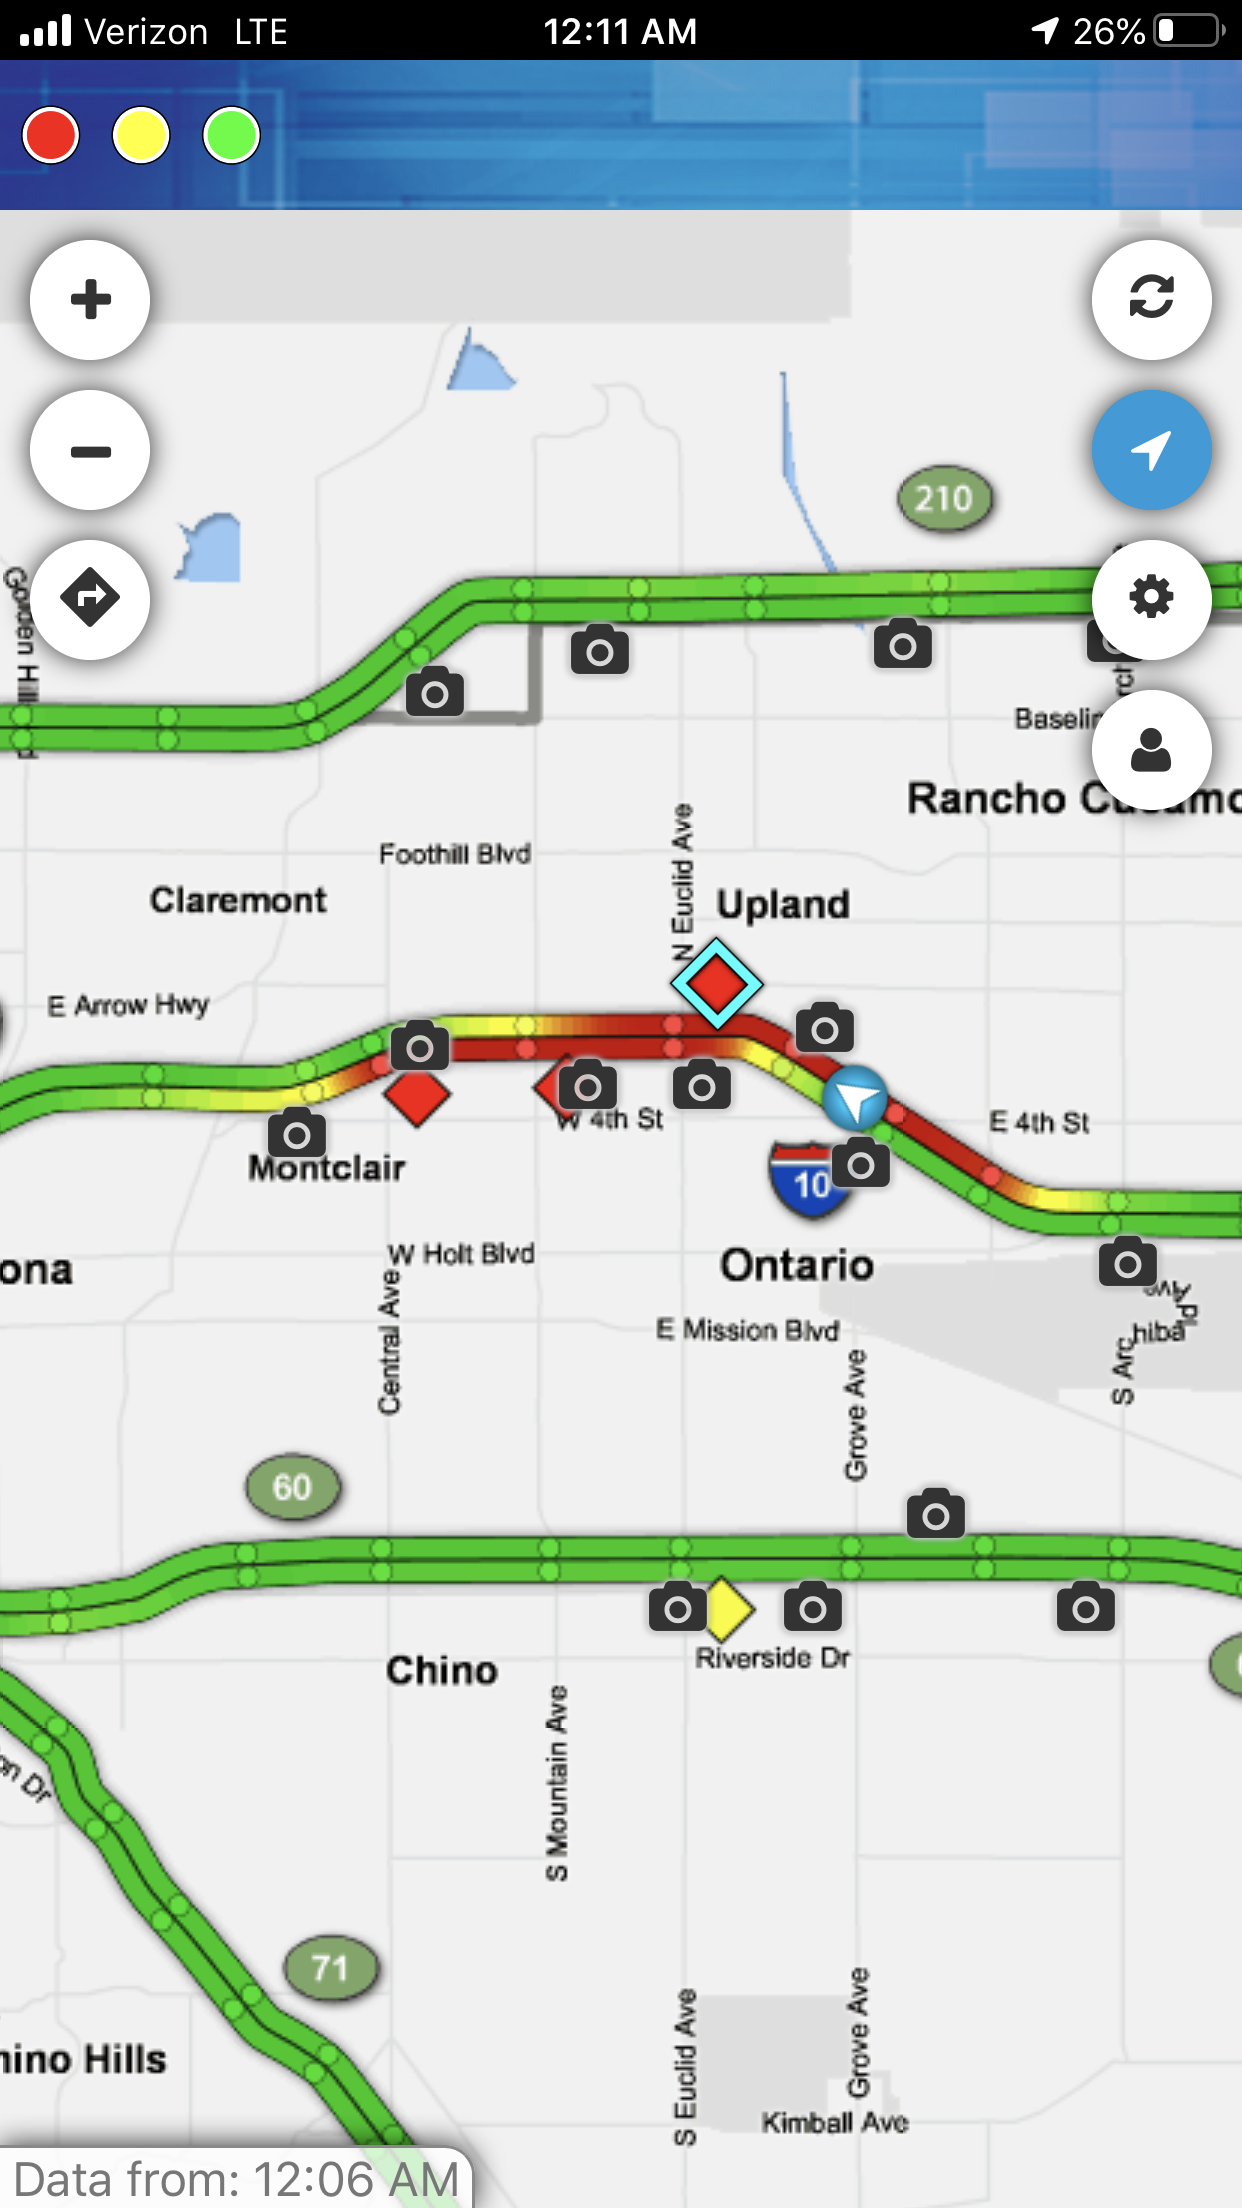 Verizon LTE 12:11 AM 26%
210
Golden Hill
Baselin
Rancho Cucamo
Foothill Blvd
N Euclid Ave
Claremont
Upland
E Arrow Hwy
W 4th St
E 4th St
Montclair
10
W Holt Blvd
ona
Ontario
Central Ave
E Mission Blvd
Grove Ave
S Arc
hiba
60
Riverside Dr
Chino
S Mountain Ave
on Dr
71
S Euclid Ave
Grove Ave
hino Hills
Kimball Ave
Data from: 12:06 AM